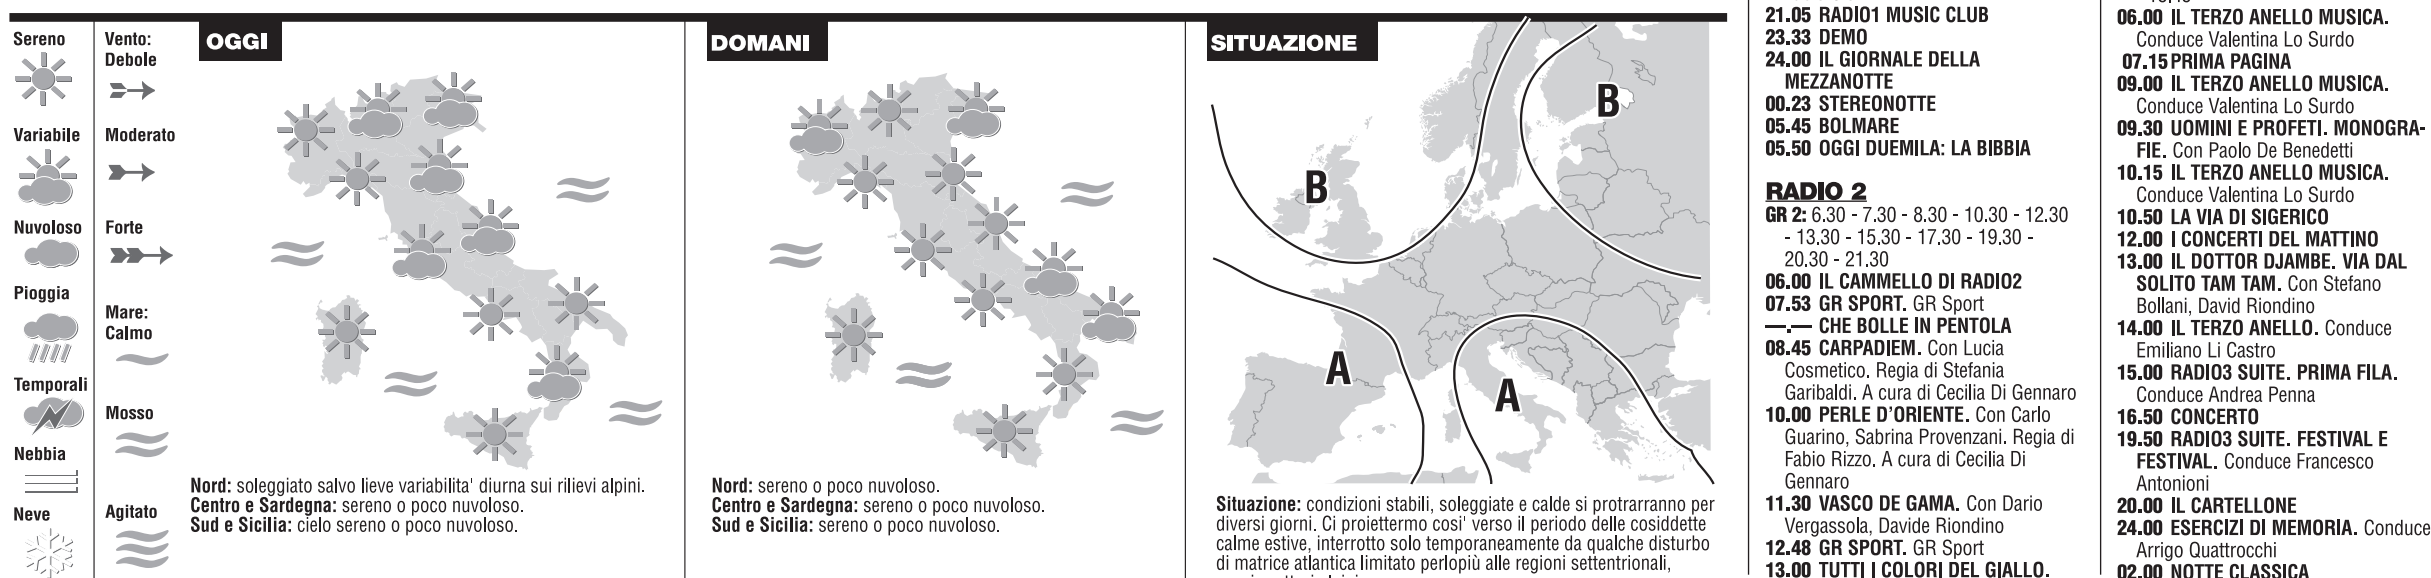 Sereno
Variabile
Nuvoloso
Pioggia
Temporali
Nebbia
Neve
Vento:
Debole
Moderato
Forte
Mare:
Calmo
Mosso
Agitato
OGGI
Nord: soleggiato salvo lieve variabilita' diurna sui rilievi alpini.
Centro e Sardegna: sereno o poco nuvoloso.
Sud e Sicilia: cielo sereno o poco nuvoloso.
DOMANI
Nord: sereno o poco nuvoloso.
Centro e Sardegna: sereno o poco nuvoloso.
Sud e Sicilia: sereno o poco nuvoloso.
SITUAZIONE
B
B
A
A
Situazione: condizioni stabili, soleggiate e calde si protrarranno per
diversi giorni. Ci proiettermo cosi' verso il periodo delle cosiddette
calme estive, interrotto solo temporaneamente da qualche disturbo
di matrice atlantica limitato perlopiù alle regioni settentrionali,
21.05 RADIO1 MUSIC CLUB
23.33 DEMO
24.00 IL GIORNALE DELLA
MEZZANOTTE
00.23 STEREONOTTE
05.45 BOLMARE
05.50 OGGI DUEMILA: LA BIBBIA
RADIO 2
GR 2: 6.30 - 7.30 - 8.30 - 10.30 - 12.30
- 13.30 - 15.30 - 17.30 - 19.30 -
20.30 - 21.30
06.00 IL CAMMELLO DI RADIO2
07.53 GR SPORT. GR Sport
—.— CHE BOLLE IN PENTOLA
08.45 CARPADIEM. Con Lucia
Cosmetico. Regia di Stefania
Garibaldi. A cura di Cecilia Di Gennaro
10.00 PERLE D'ORIENTE. Con Carlo
Guarino, Sabrina Provenzani. Regia di
Fabio Rizzo. A cura di Cecilia Di
Gennaro
11.30 VASCO DE GAMA. Con Dario
Vergassola, Davide Riondino
12.48 GR SPORT. GR Sport
13.00 TUTTI I COLORI DEL GIALLO.
06.00 IL TERZO ANELLO MUSICA.
Conduce Valentina Lo Surdo
07.15 PRIMA PAGINA
09.00 IL TERZO ANELLO MUSICA.
Conduce Valentina Lo Surdo
09.30 UOMINI E PROFETI. MONOGRA-
FIE. Con Paolo De Benedetti
10.15 IL TERZO ANELLO MUSICA.
Conduce Valentina Lo Surdo
10.50 LA VIA DI SIGERICO
12.00 I CONCERTI DEL MATTINO
13.00 IL DOTTOR DJAMBE. VIA DAL
SOLITO TAM TAM. Con Stefano
Bollani, David Riondino
14.00 IL TERZO ANELLO. Conduce
Emiliano Li Castro
15.00 RADIO3 SUITE. PRIMA FILA.
Conduce Andrea Penna
16.50 CONCERTO
19.50 RADIO3 SUITE. FESTIVAL E
FESTIVAL. Conduce Francesco
Antonioni
20.00 IL CARTELLONE
24.00 ESERCIZI DI MEMORIA. Conduce
Arrigo Quattrocchi
02.00 NOTTE CLASSICA